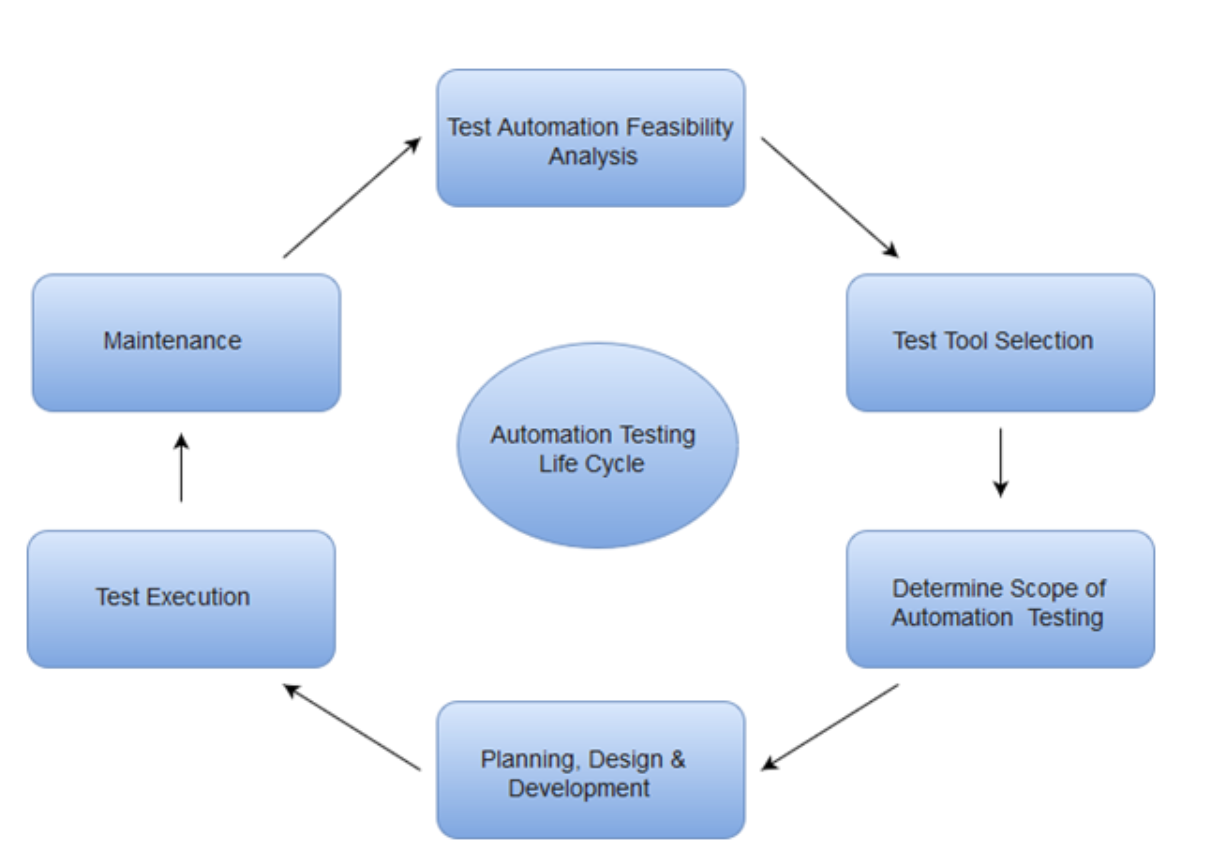 Test Automation Feasibility
Analysis
Maintenance
Test Tool Selection
Automation Testing
Life Cycle
Test Execution
Determine Scope of
Automation  Testing
Planning, Design &
Development